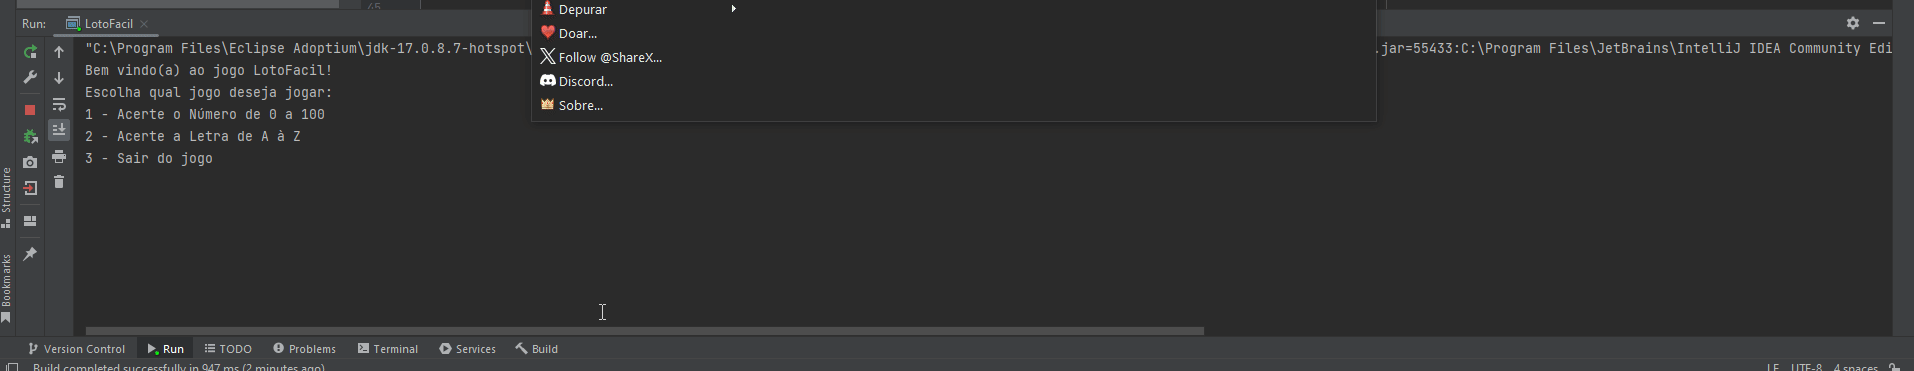 45
Run: LotoFacil
Depurar
Doar...
Follow @ShareX...
Discord...
Sobre...
"C:\Program Files\Eclipse Adoptium\jdk-17.0.8.7-hotspot\
.jar=55433:C:\Program Files\JetBrains\IntelliJ IDEA Community Edi
Bem vindo(a) ao jogo LotoFacil!
Escolha qual jogo deseja jogar:
1 - Acerte o Número de 0 a 100
2 - Acerte a Letra de A à Z
3 - Sair do jogo
Structure
Bookmarks
Version Control Run TODO Problems Terminal Services Build
Build completed successfully in 947 ms (2 minutes ago)
LF UTF-8 4 spaces